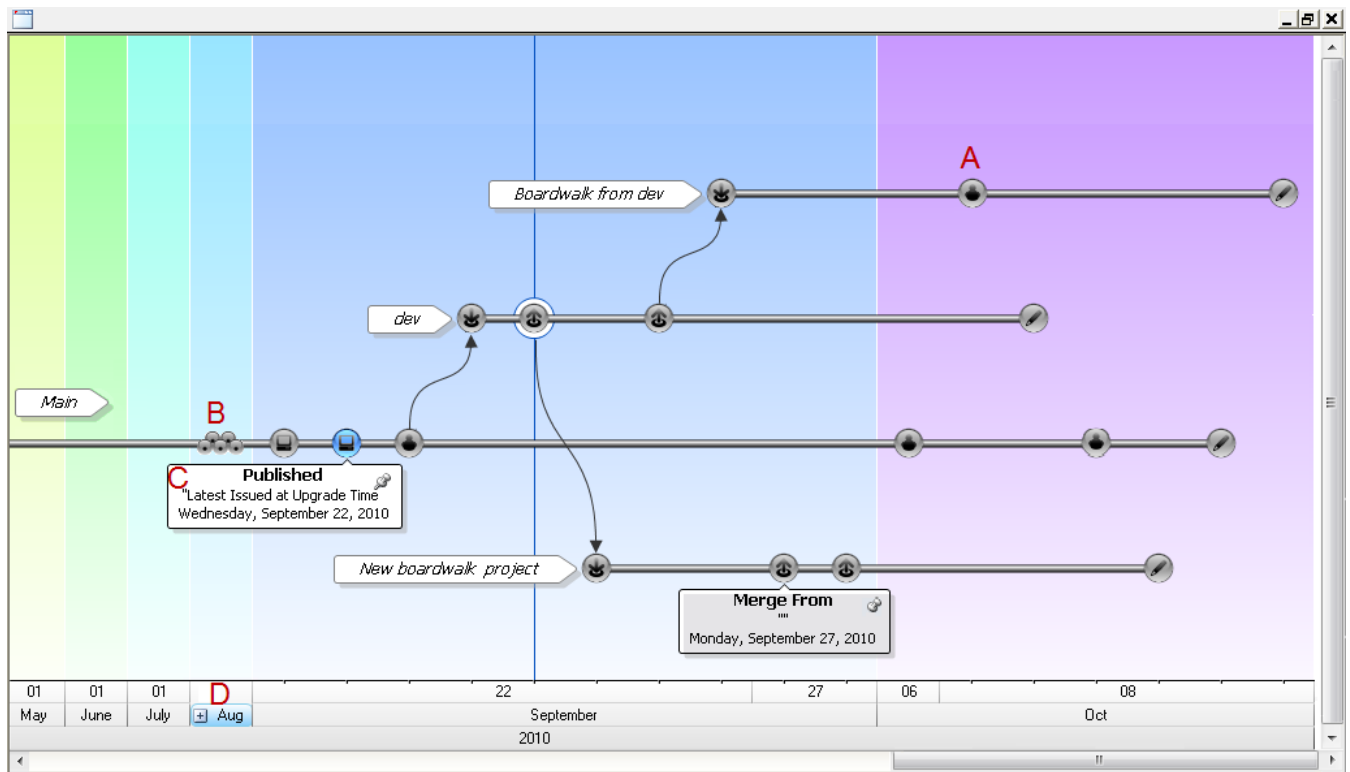 A
Boardwalk from dev
dev
Main
B
C
Published
"Latest Issued at Upgrade Time
Wednesday, September 22, 2010
New boardwalk project
Merge From
""
Monday, September 27, 2010
01 01 01 D 22 27 06 08
May June July + Aug September Oct
2010